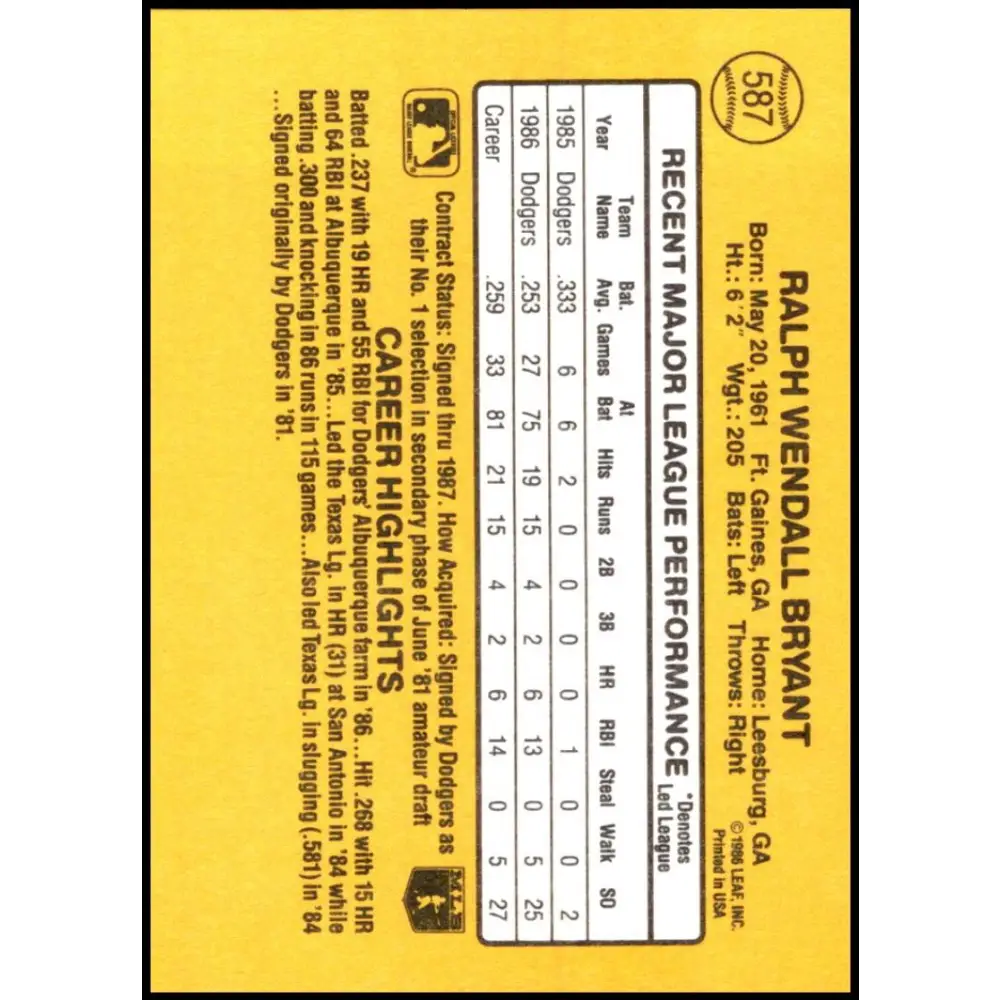 587
RALPH WENDALL BRYANT
Born: May 20, 1961 Ft. Gaines, GA Home: Leesburg, GA
Ht.: 6'2" Wgt.: 205 Bats: Left Throws: Right
©1986 LEAF, INC.
Printed in USA
RECENT MAJOR LEAGUE PERFORMANCE *Denotes Led League
Year Team Name Bat. Avg. Games At Bat Hits Runs 2B 3B HR RBI Steal Walk SO
1985 Dodgers .333 6 6 2 0 0 0 0 1 0 0 2
1986 Dodgers .253 27 75 19 15 4 2 6 13 0 5 25
Career .259 33 81 21 15 4 2 6 14 0 5 27
Contract Status: Signed thru 1987. How Acquired: Signed by Dodgers as
their No. 1 selection in secondary phase of June '81 amateur draft
MLB
CAREER HIGHLIGHTS
Batted .237 with 19 HR and 55 RBI for Dodgers' Albuquerque farm in '86...Hit .268 with 15 HR
and 64 RBI at Albuquerque in '85...Led the Texas Lg. in HR (31) at San Antonio in '84 while
batting .300 and knocking in 86 runs in 115 games...Also led Texas Lg. in slugging (.581) in '84
...Signed originally by Dodgers in '81.